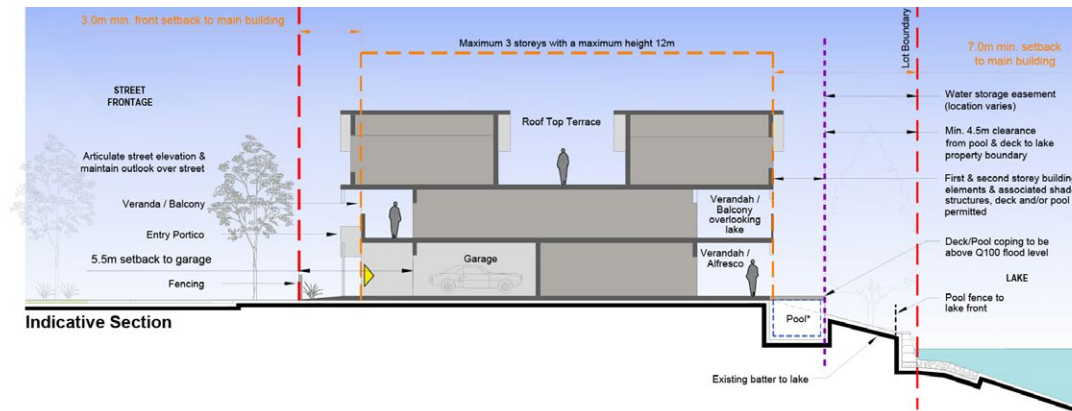 3.0m min. front setback to main building
Maximum 3 storeys with a maximum height 12m
Lot Boundary
7.0m min. setback
to main building
STREET
FRONTAGE
Water storage easement
(location varies)
Roof Top Terrace
Min. 4.5m clearance
from pool & deck to lake
property boundary
Articulate street elevation &
maintain outlook over street
First & second storey building
elements & associated shade
structures, deck and/or pool
permitted
Veranda / Balcony
Verandah /
Balcony
overlooking
lake
Entry Portico
Deck/Pool coping to be
above Q100 flood level
5.5m setback to garage
Garage
Verandah /
Alfresco
LAKE
Fencing
Pool fence to
lake front
Indicative Section
Pool*
Existing batter to lake